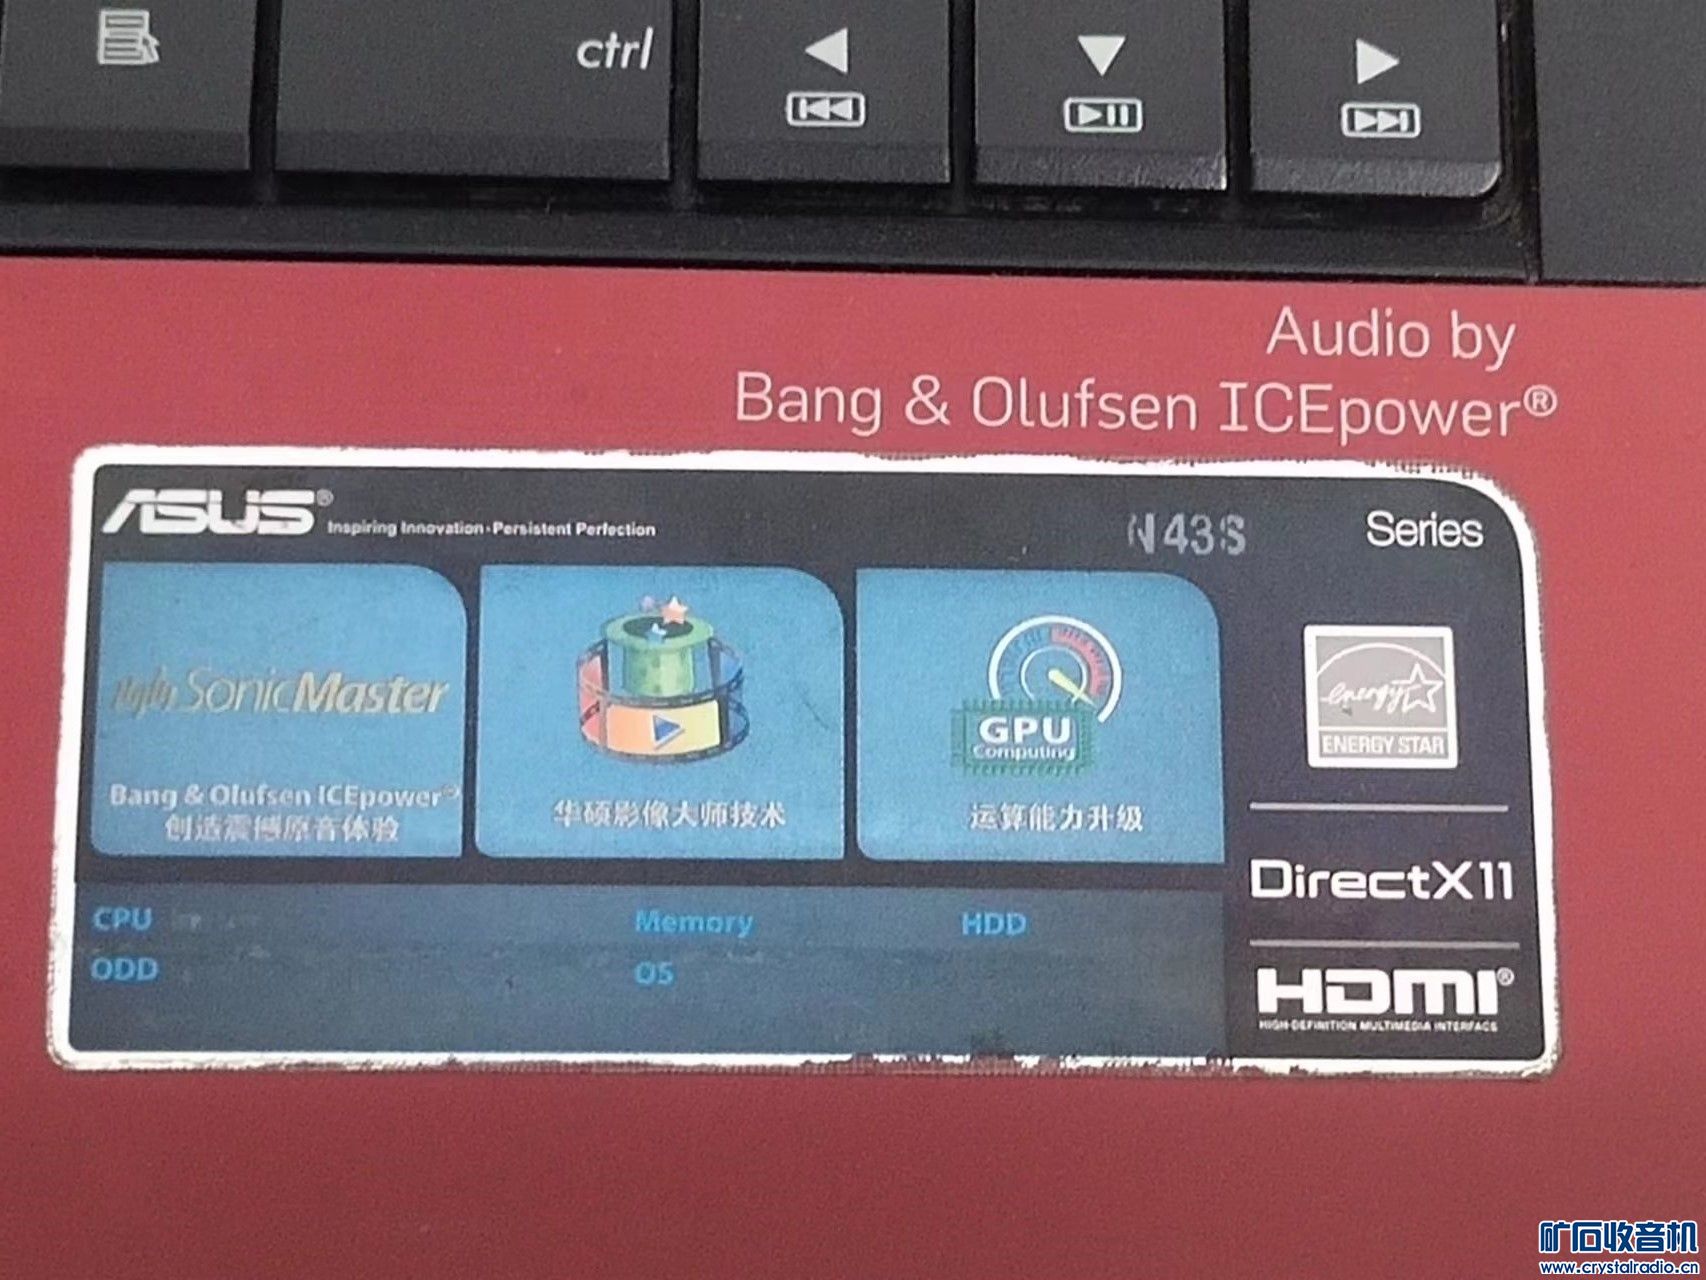 ctrl
Audio by
Bang & Olufsen ICEpower®
ASUS® Inspiring Innovation · Persistent Perfection
N43S Series
SonicMaster
Bang & Olufsen ICEpower®
创造震撼原音体验
华硕影像大师技术
GPU
Computing
运算能力升级
energy
ENERGY STAR
DirectX 11
HDMI®
HIGH-DEFINITION MULTIMEDIA INTERFACE
CPU Memory HDD
ODD OS
矿石收音机
www.crystalradio.cn